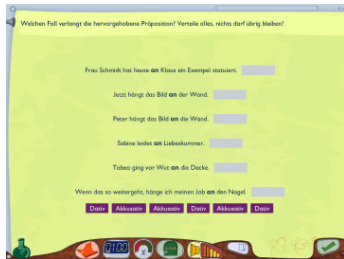 Welchen Fall verlangt die hervorgehobene Präposition? Verteile alles, nichts darf übrig bleiben!
Frau Schmidt hat heute an Klaus ein Exempel statuiert.
Jetzt hängt das Bild an der Wand.
Peter hängt das Bild an die Wand.
Sabine leidet an Liebeskummer.
Tabea ging vor Wut an die Decke.
Wenn das so weitergeht, hänge ich meinen Job an den Nagel.
Dativ Akkusativ Akkusativ Dativ Akkusativ Dativ